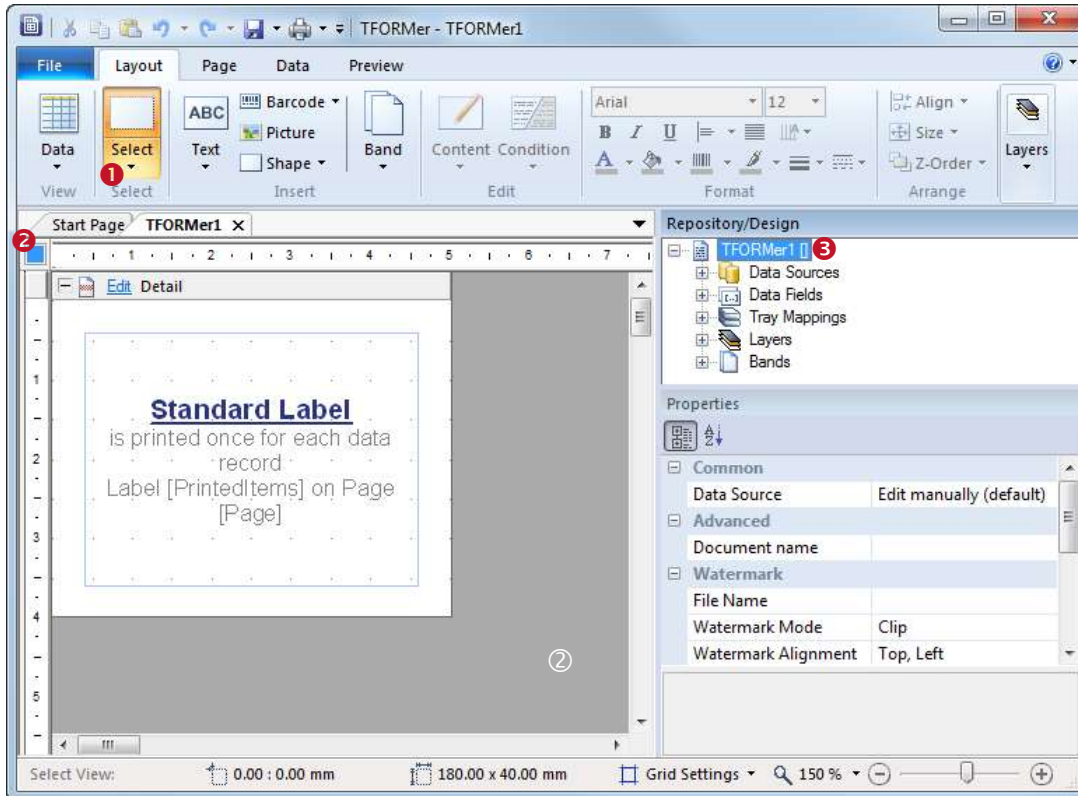 TFORMer - TFORMer1
File Layout Page Data Preview
Data Select ABC Text Barcode Picture Shape Band Content Condition Arial 12 B I U A Align Size Z-Order Layers
❶
View Select Insert Edit Format Arrange
Start Page TFORMer1
❷
1 2 3 4 5 6 7
Edit Detail
1
2
3
4
5
Standard Label
is printed once for each data
record
Label [PrintedItems] on Page
[Page]
②
Repository/Design
TFORMer1 [] ❸
Data Sources
Data Fields
Tray Mappings
Layers
Bands
Properties
Common
Data Source Edit manually (default)
Advanced
Document name
Watermark
File Name
Watermark Mode Clip
Watermark Alignment Top, Left
Select View: 0.00 : 0.00 mm 180.00 x 40.00 mm Grid Settings 150 %